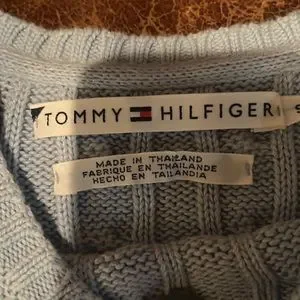 TOMMY HILFIGER
MADE IN THAILAND
FABRIQUE EN THAILANDE
HECHO EN TAILANDIA